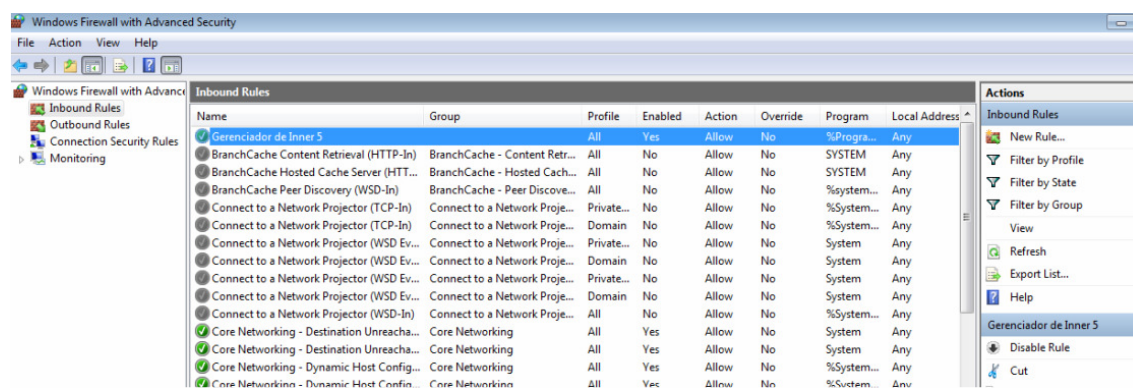 Windows Firewall with Advanced Security
File Action View Help
Windows Firewall with Advance
Inbound Rules
Outbound Rules
Connection Security Rules
Monitoring
Inbound Rules
Name Group Profile Enabled Action Override Program Local Address
Gerenciador de Inner 5 All Yes Allow No %Progra... Any
BranchCache Content Retrieval (HTTP-In) BranchCache - Content Retr... All No Allow No SYSTEM Any
BranchCache Hosted Cache Server (HTT... BranchCache - Hosted Cach... All No Allow No SYSTEM Any
BranchCache Peer Discovery (WSD-In) BranchCache - Peer Discove... All No Allow No %system... Any
Connect to a Network Projector (TCP-In) Connect to a Network Proje... Private... No Allow No %System... Any
Connect to a Network Projector (TCP-In) Connect to a Network Proje... Domain No Allow No %System... Any
Connect to a Network Projector (WSD Ev... Connect to a Network Proje... Private... No Allow No System Any
Connect to a Network Projector (WSD Ev... Connect to a Network Proje... Domain No Allow No System Any
Connect to a Network Projector (WSD Ev... Connect to a Network Proje... Private... No Allow No System Any
Connect to a Network Projector (WSD Ev... Connect to a Network Proje... Domain No Allow No System Any
Connect to a Network Projector (WSD-In) Connect to a Network Proje... All No Allow No %System... Any
Core Networking - Destination Unreacha... Core Networking All Yes Allow No System Any
Core Networking - Destination Unreacha... Core Networking All Yes Allow No System Any
Core Networking - Dynamic Host Config... Core Networking All Yes Allow No %System... Any
Core Networking - Dynamic Host Config... Core Networking All Yes Allow No %System... Any
Actions
Inbound Rules
New Rule...
Filter by Profile
Filter by State
Filter by Group
View
Refresh
Export List...
Help
Gerenciador de Inner 5
Disable Rule
Cut